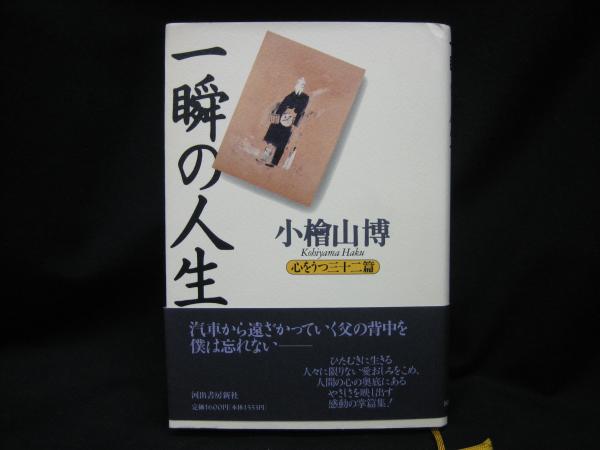 一瞬の人生
小檜山博
Kohiyama Haku
心をうつ三十二篇
汽車から遠ざかっていく父の背中を
僕は忘れない——
ひたむきに生きる
人々に限りない愛おしみをこめ、
人間の心の奥底にある
やさしさを映し出す
感動の掌篇集!
河出書房新社
定価1600円 本体1553円